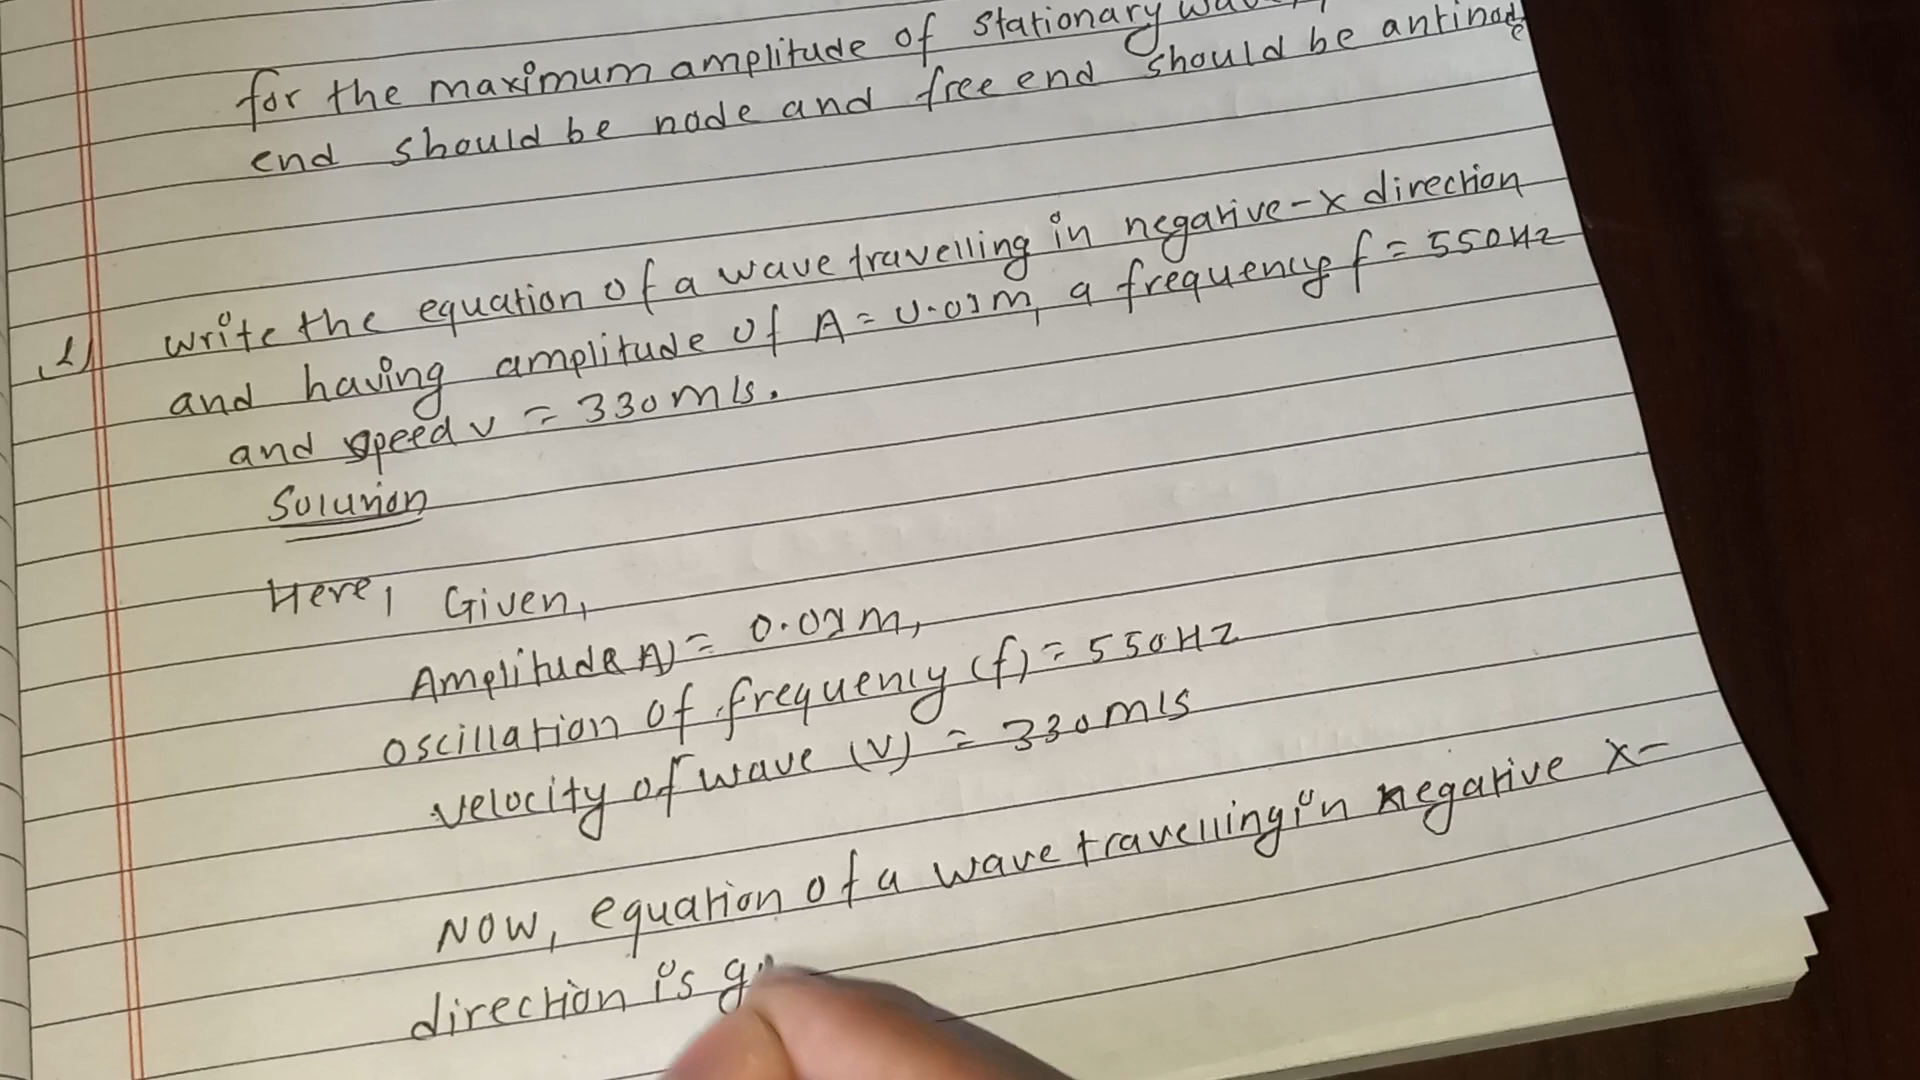 for the maximum amplitude of stationary
end should be node and free end should be antinode
1) write the equation of a wave travelling in negative-x direction
and having amplitude of A = 0.01m, a frequency f = 550Hz
and speed v = 330m/s.
Solution
Here, Given,
Amplitude(A) = 0.01m,
oscillation of frequency (f) = 550HZ
velocity of wave (v) = 330m/s
NOW, equation of a wave travelling in negative x-
direction is